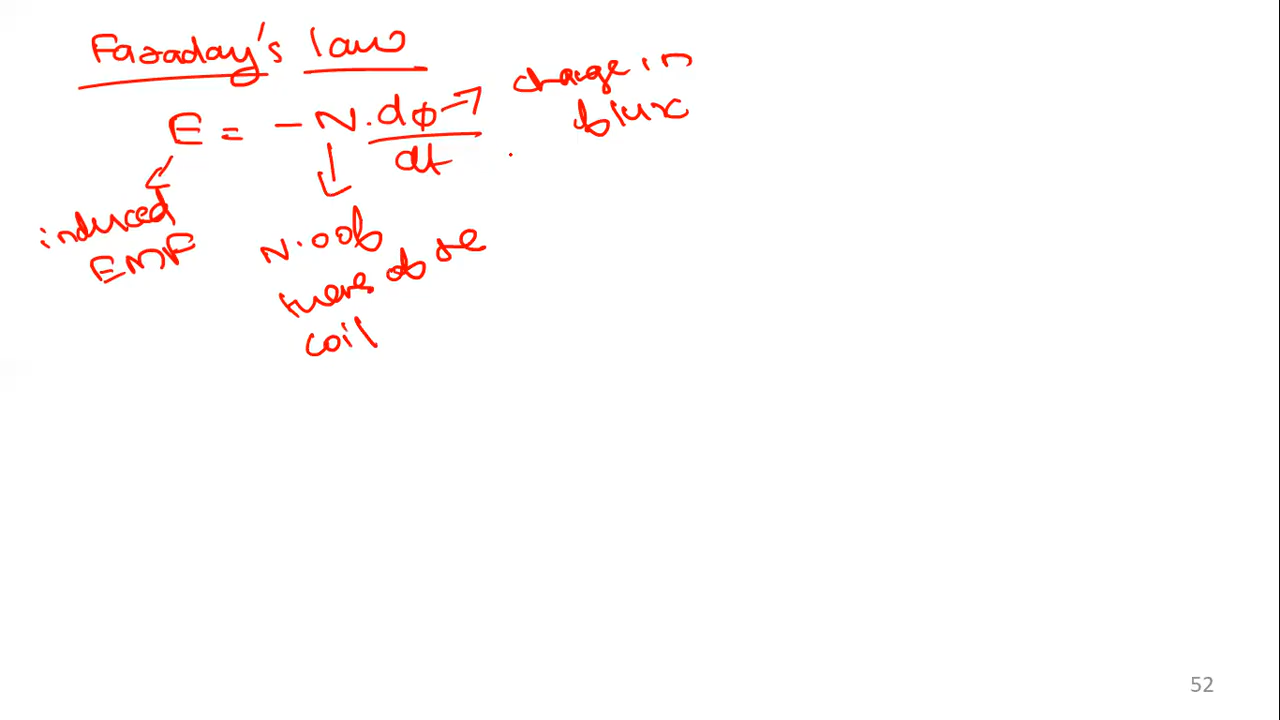 Faraday's law
E = - N. dφ → change in
dt flux
induced
EMF
N.o of
turns of the
coil
52